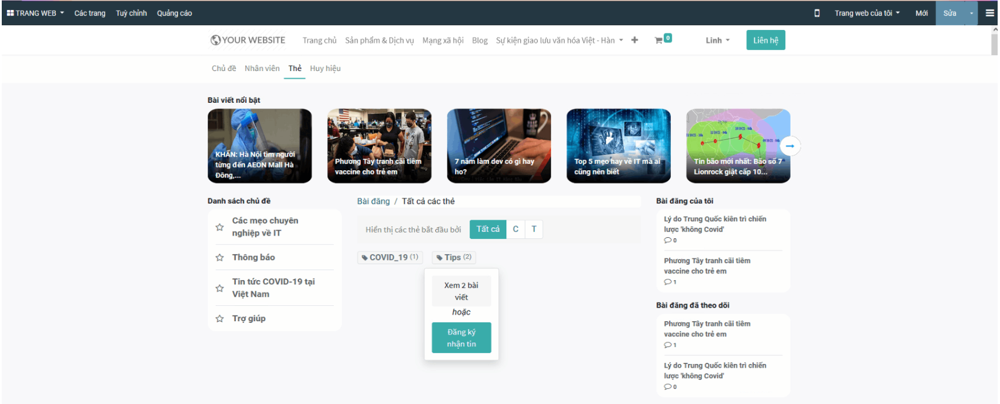 TRANG WEB Các trang Tuỳ chỉnh Quảng cáo Trang web của tôi Mới Sửa
YOUR WEBSITE Trang chủ Sản phẩm & Dịch vụ Mạng xã hội Blog Sự kiện giao lưu văn hóa Việt - Hàn 0 Linh Liên hệ
Chủ đề Nhân viên Thẻ Huy hiệu
Bài viết nổi bật
KHẨN: Hà Nội tìm người
từng đến AEON Mall Hà
Đông,...
Phương Tây tranh cãi tiêm
vaccine cho trẻ em
7 năm làm dev có gì hay
ho?
Top 5 mẹo hay về IT mà ai
cũng nên biết
Tin bão mới nhất: Bão số 7
Lionrock giật cấp 10...
Danh sách chủ đề
Các mẹo chuyên
nghiệp về IT
Thông báo
Tin tức COVID-19 tại
Việt Nam
Trợ giúp
Bài đăng / Tất cả các thẻ
Hiển thị các thẻ bắt đầu bởi Tất cả C T
COVID_19 (1) Tips (2)
Xem 2 bài
viết
hoặc
Đăng ký
nhận tin
Bài đăng của tôi
Lý do Trung Quốc kiên trì chiến
lược 'không Covid'
0
Phương Tây tranh cãi tiêm
vaccine cho trẻ em
1
Bài đăng đã theo dõi
Phương Tây tranh cãi tiêm
vaccine cho trẻ em
1
Lý do Trung Quốc kiên trì chiến
lược 'không Covid'
0